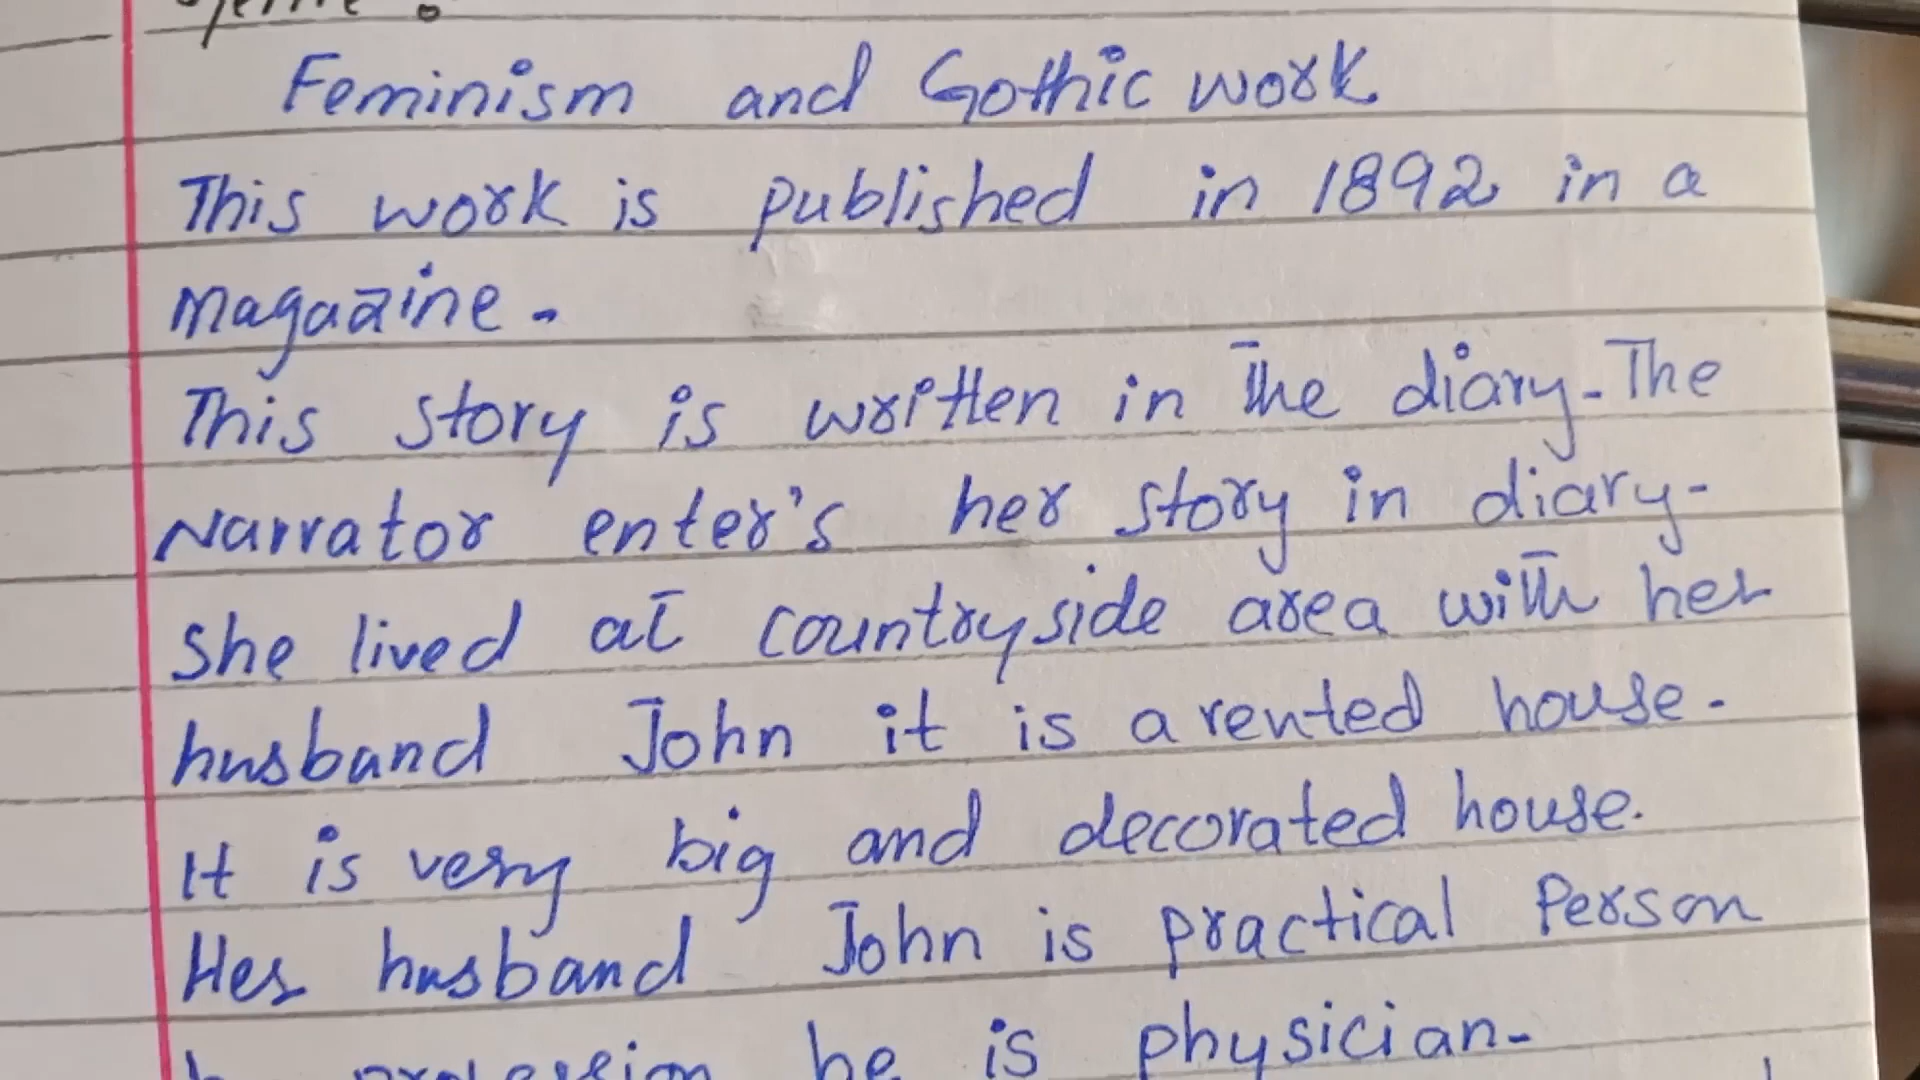 Feminism and Gothic work.
This work is published in 1892 in a
magazine.
This story is written in the diary. The
Narrator enter's her story in diary.
She lived at countryside area with her
husband John it is a rented house.
It is very big and decorated house.
Her husband John is practical Person
he is physician.